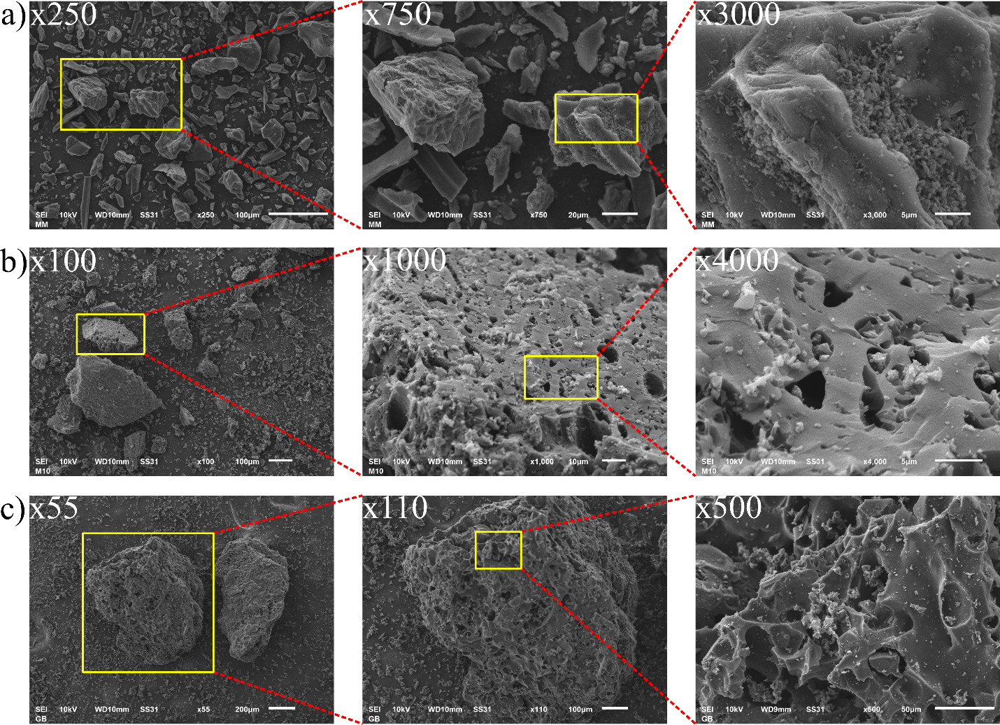 a) x250 x750 x3000
SEI 10kV WD10mm SS31 x250 100µm
MM
SEI 10kV WD10mm SS31 x750 20µm
MM
SEI 10kV WD10mm SS31 x3,000 5µm
MM
b) x100 x1000 x4000
SEI 10kV WD10mm SS31 x100 100µm
M10
SEI 10kV WD10mm SS31 x1,000 10µm
M10
SEI 10kV WD10mm SS31 x4,000 5µm
M10
c) x55 x110 x500
SEI 10kV WD10mm SS31 x55 200µm
GB
SEI 10kV WD10mm SS31 x110 100µm
GB
SEI 10kV WD9mm SS31 x500 50µm
GB